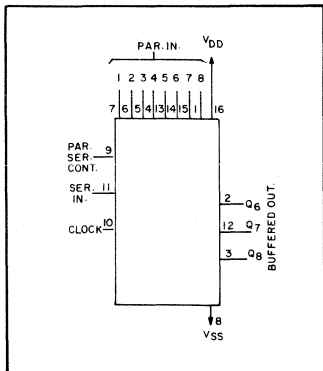 PAR. IN.
VDD
1 2 3 4 5 6 7 8
7 6 5 4 13 14 15 1 16
PAR.
SER.
CONT.
9
SER.
IN.
11
CLOCK
10
2 Q6
12 Q7
3 Q8
BUFFERED OUT.
8
VSS